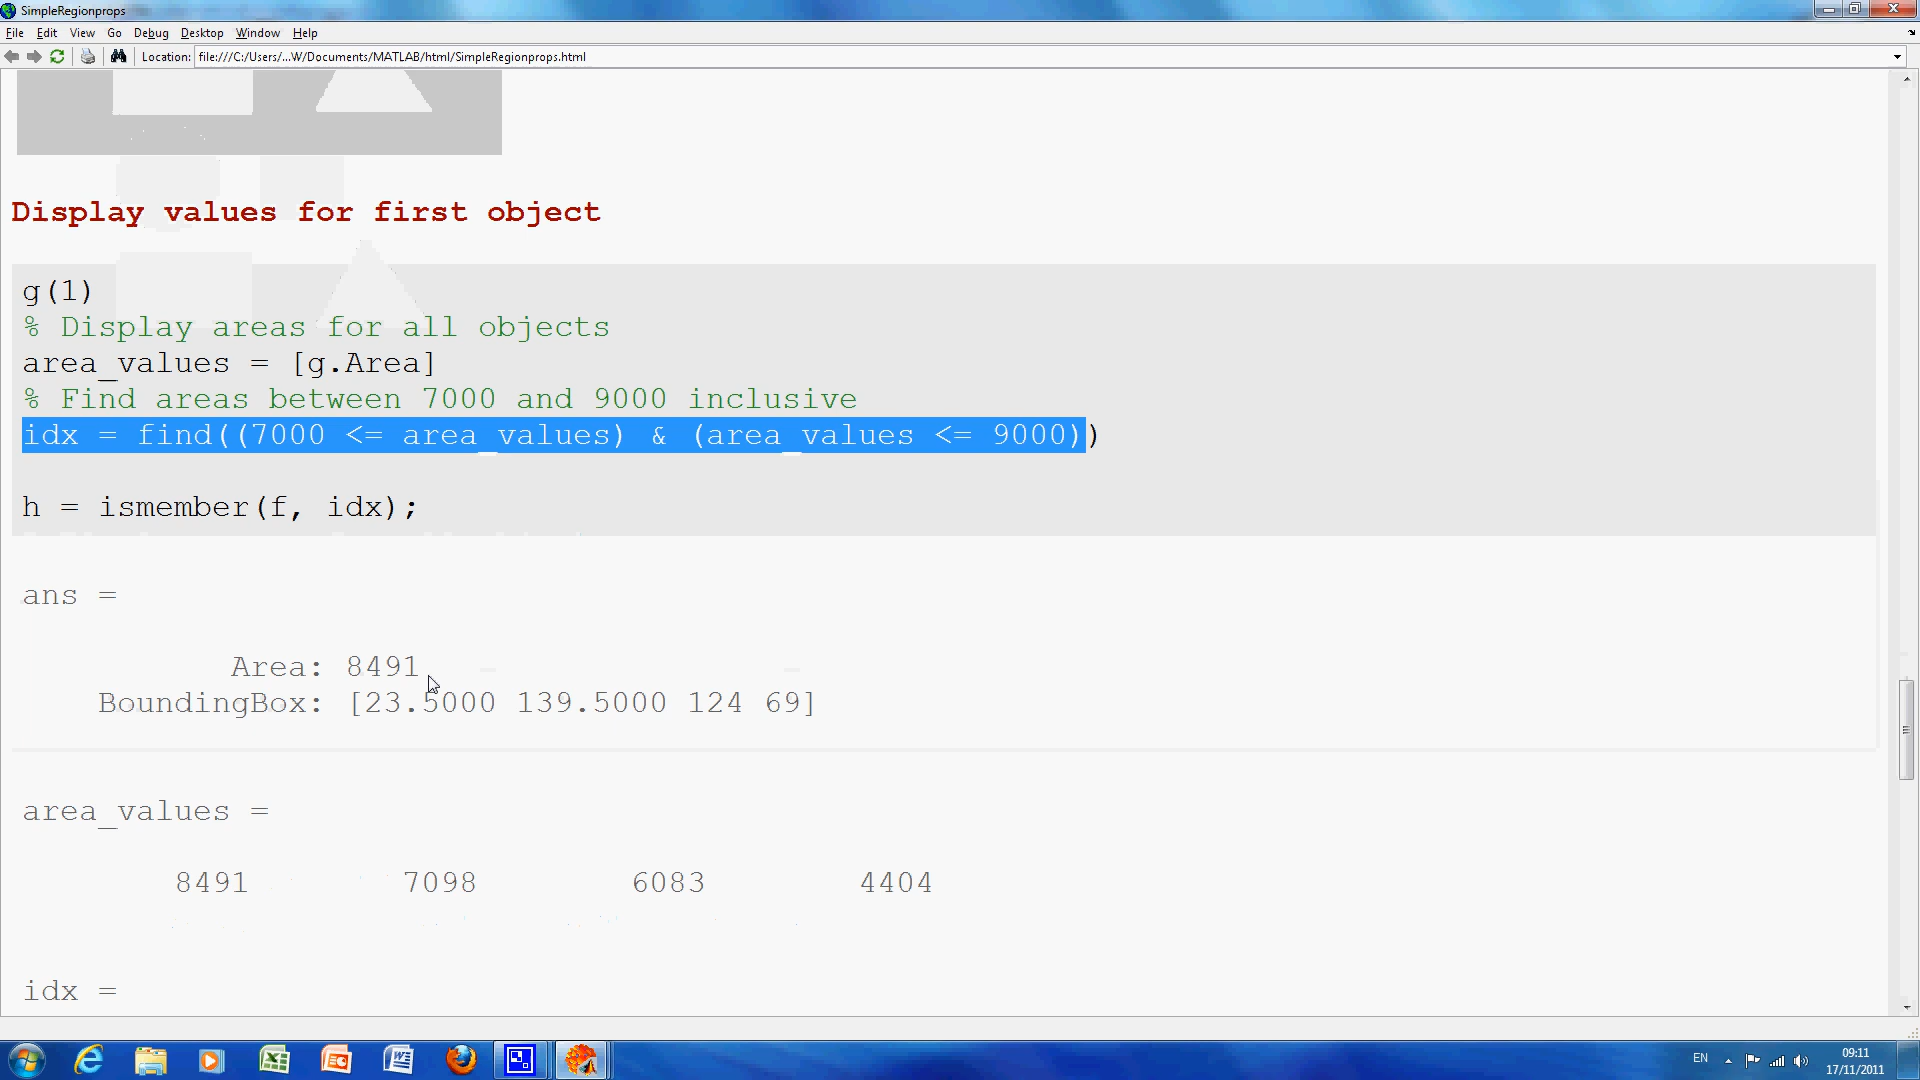 SimpleRegionprops
File Edit View Go Debug Desktop Window Help
Location: file:///C:/Users/...W/Documents/MATLAB/html/SimpleRegionprops.html
Display values for first object
g(1)
% Display areas for all objects
area_values = [g.Area]
% Find areas between 7000 and 9000 inclusive
idx = find((7000 <= area_values) & (area_values <= 9000))
h = ismember(f, idx);
ans =
Area: 8491
BoundingBox: [23.5000 139.5000 124 69]
area_values =
8491 7098 6083 4404
idx =
EN
09:11
17/11/2011